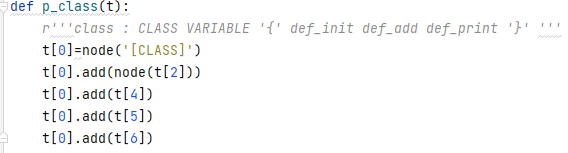 def p_class(t):
    r'''class : CLASS VARIABLE '{' def_init def_add def_print '}' '''
    t[0]=node('[CLASS]')
    t[0].add(node(t[2]))
    t[0].add(t[4])
    t[0].add(t[5])
    t[0].add(t[6])